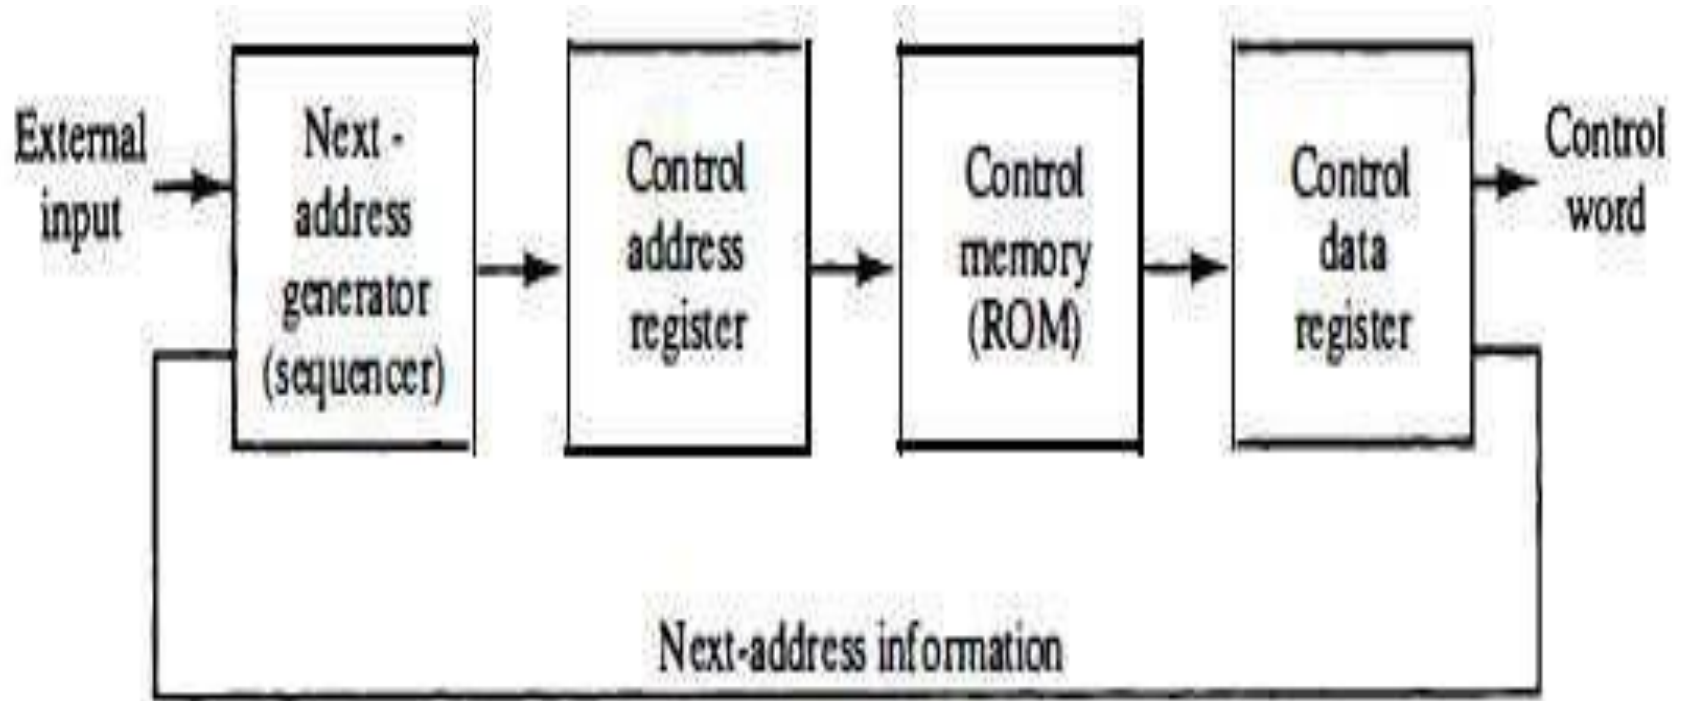 External
input
Next -
address
generator
(sequencer)
Control
address
register
Control
memory
(ROM)
Control
data
register
Control
word
Next-address information